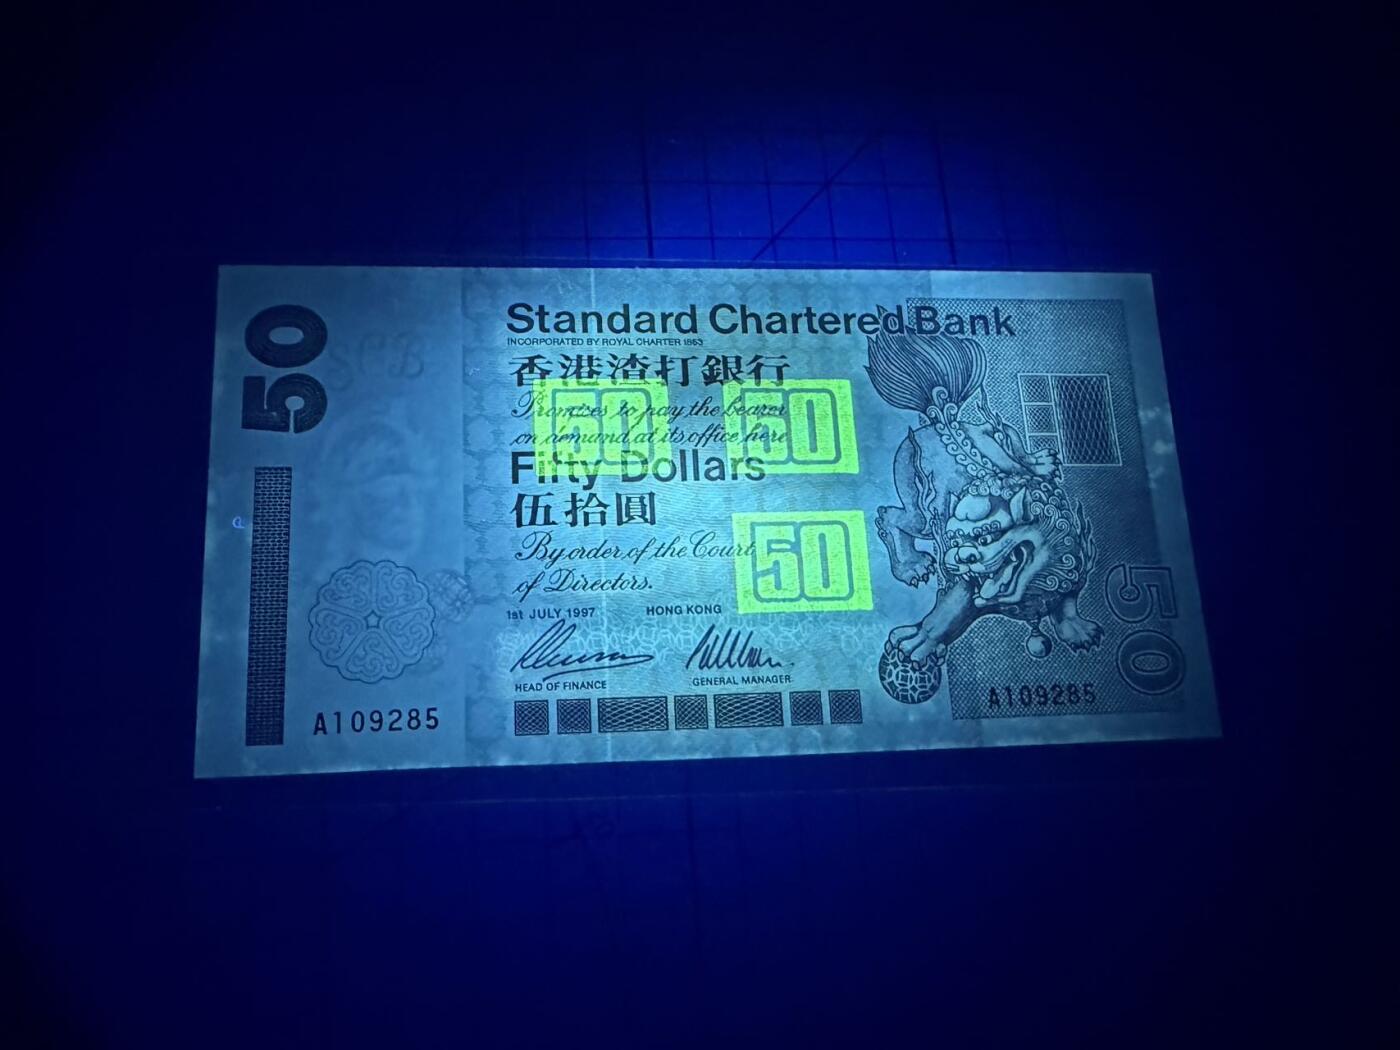 50
Standard Chartered Bank
INCORPORATED BY ROYAL CHARTER 1853
香港渣打銀行
Promises to pay the bearer
on demand at its office here
50
50
Fifty Dollars
伍拾圓
By order of the Court
of Directors.
50
1st JULY 1997 HONG KONG
HEAD OF FINANCE
GENERAL MANAGER
A109285
A109285
50
SCB